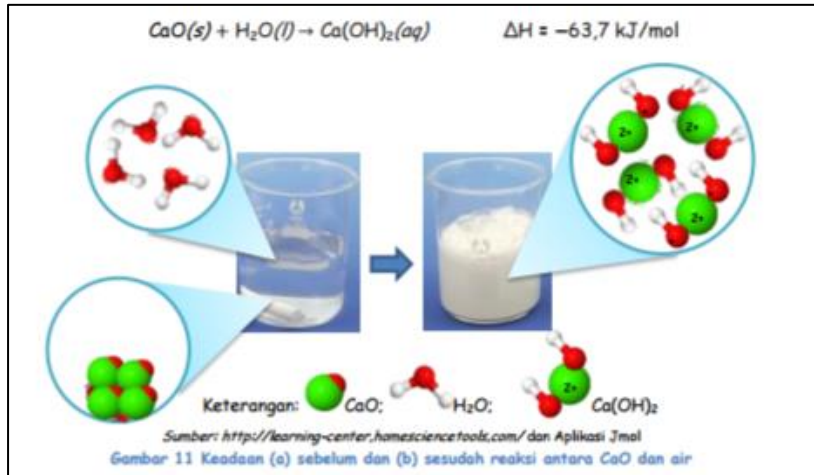 CaO(s) + H₂O(l) → Ca(OH)₂(aq) ΔH = −63,7 kJ/mol
2+
2+
2+
2+
Keterangan: CaO; H₂O; 2+ Ca(OH)₂
Sumber: http://learning-center.homesciencetools.com/ dan Aplikasi Jmol
Gambar 11 Keadaan (a) sebelum dan (b) sesudah reaksi antara CaO dan air